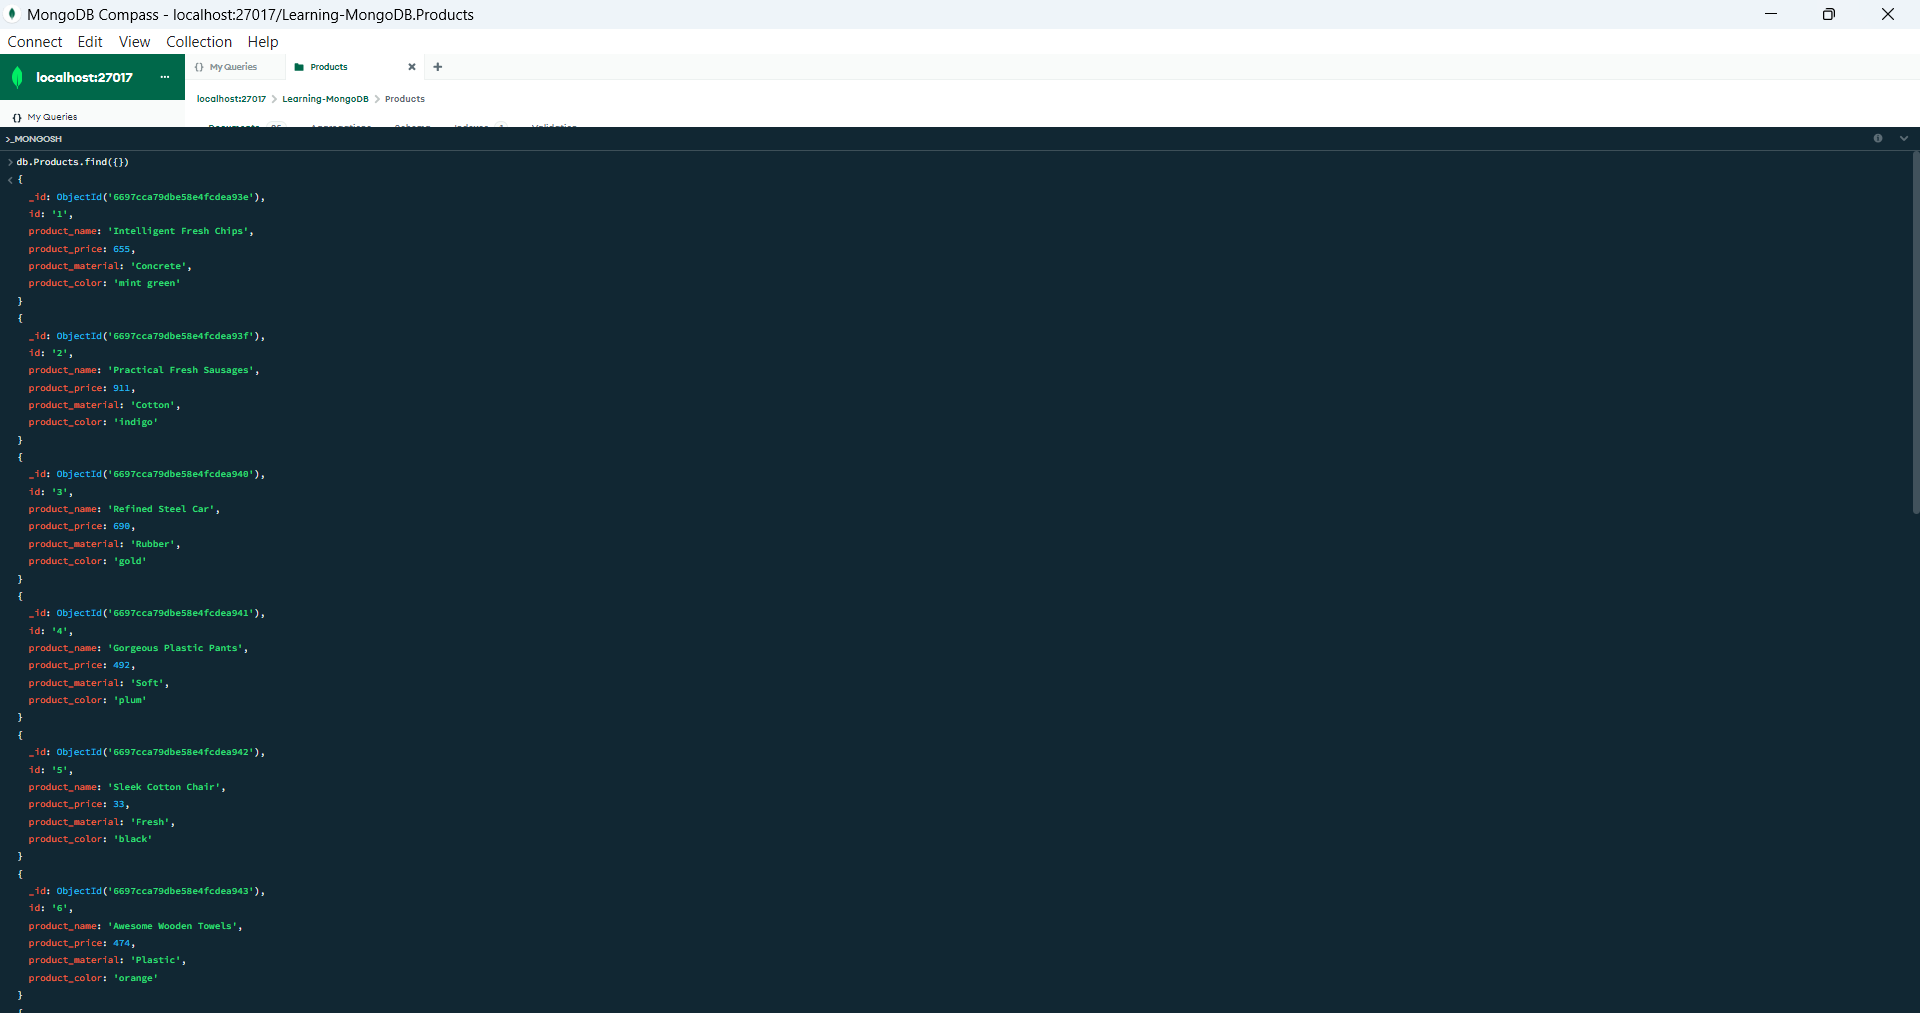 MongoDB Compass - localhost:27017/Learning-MongoDB.Products
Connect Edit View Collection Help
localhost:27017 ...
{} My Queries
Products
localhost:27017 > Learning-MongoDB > Products
{} My Queries
Documents Aggregations Schema Indexes Validation
>_MONGOSH
> db.Products.find({})
< {
_id: ObjectId('6697cca79dbe58e4fcdea93e'),
id: '1',
product_name: 'Intelligent Fresh Chips',
product_price: 655,
product_material: 'Concrete',
product_color: 'mint green'
}
{
_id: ObjectId('6697cca79dbe58e4fcdea93f'),
id: '2',
product_name: 'Practical Fresh Sausages',
product_price: 911,
product_material: 'Cotton',
product_color: 'indigo'
}
{
_id: ObjectId('6697cca79dbe58e4fcdea940'),
id: '3',
product_name: 'Refined Steel Car',
product_price: 690,
product_material: 'Rubber',
product_color: 'gold'
}
{
_id: ObjectId('6697cca79dbe58e4fcdea941'),
id: '4',
product_name: 'Gorgeous Plastic Pants',
product_price: 492,
product_material: 'Soft',
product_color: 'plum'
}
{
_id: ObjectId('6697cca79dbe58e4fcdea942'),
id: '5',
product_name: 'Sleek Cotton Chair',
product_price: 33,
product_material: 'Fresh',
product_color: 'black'
}
{
_id: ObjectId('6697cca79dbe58e4fcdea943'),
id: '6',
product_name: 'Awesome Wooden Towels',
product_price: 474,
product_material: 'Plastic',
product_color: 'orange'
}
{